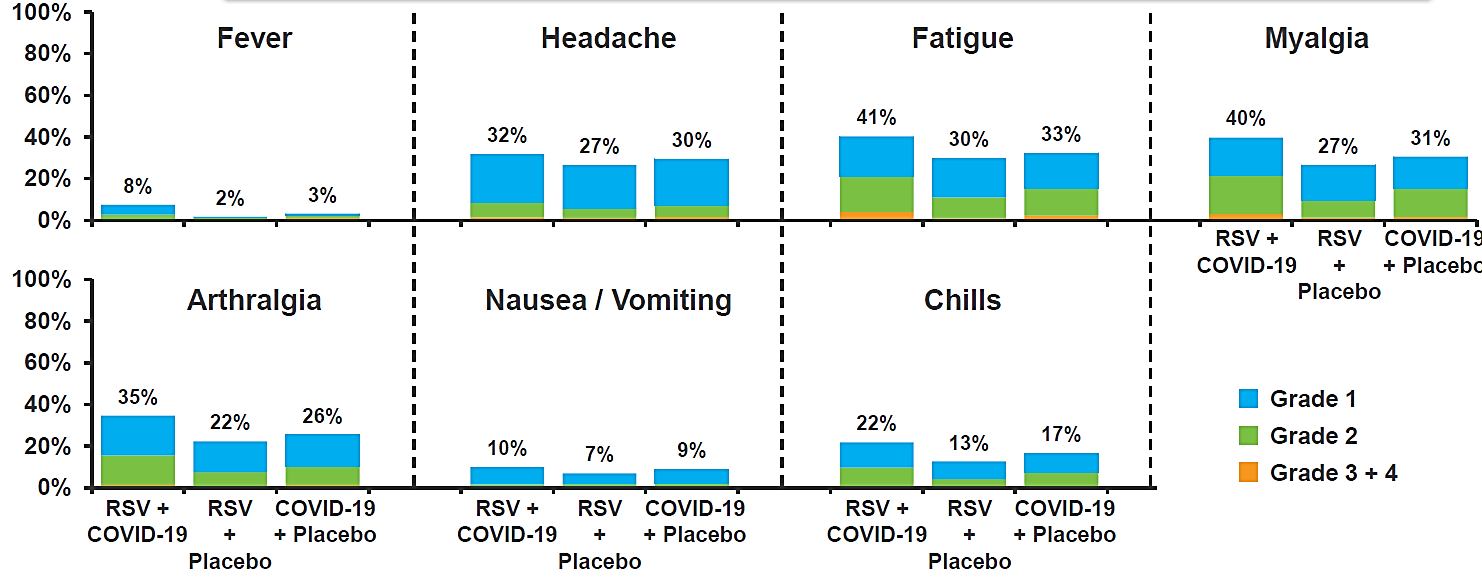 100%
80%
60%
40%
20%
0%
Fever
8%
2%
3%
Headache
32%
27%
30%
Fatigue
41%
30%
33%
Myalgia
40%
27%
31%
RSV +
COVID-19
RSV
+
Placebo
COVID-19
+ Placebo
100%
80%
60%
40%
20%
0%
Arthralgia
35%
22%
26%
RSV +
COVID-19
RSV
+
Placebo
COVID-19
+ Placebo
Nausea / Vomiting
10%
7%
9%
RSV +
COVID-19
RSV
+
Placebo
COVID-19
+ Placebo
Chills
22%
13%
17%
RSV +
COVID-19
RSV
+
Placebo
COVID-19
+ Placebo
Grade 1
Grade 2
Grade 3 + 4